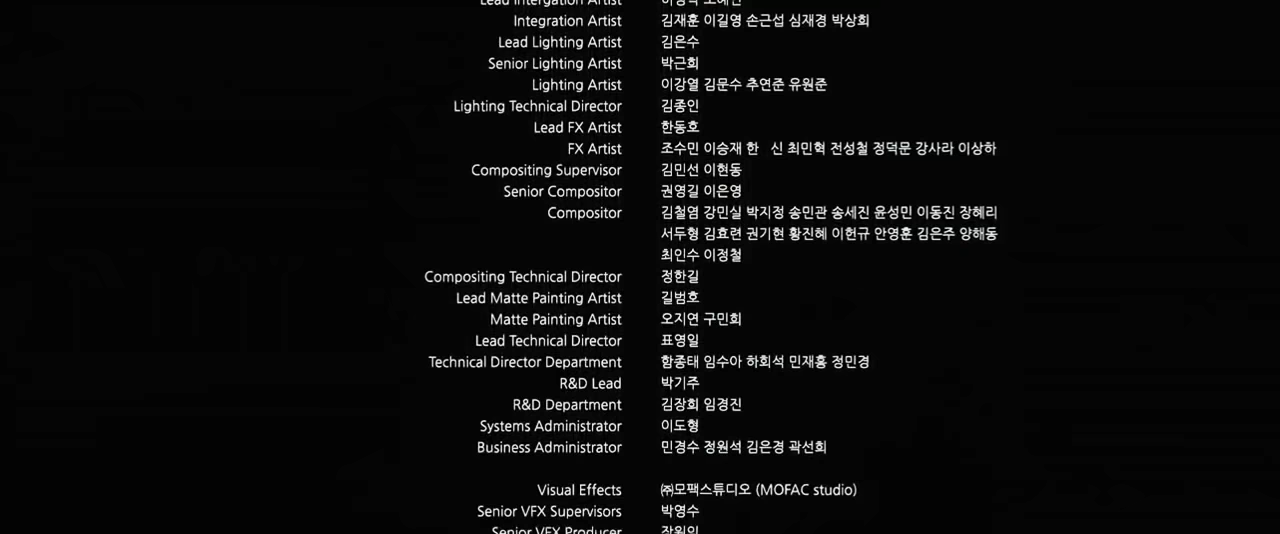 Integration Artist 김재훈 이길영 손근섭 심재경 박상희
Lead Lighting Artist 김은수
Senior Lighting Artist 박근희
Lighting Artist 이강열 김문수 추연준 유원준
Lighting Technical Director 김종인
Lead FX Artist 한동호
FX Artist 조수민 이승재 한 신 최민혁 전성철 정덕문 강사라 이상하
Compositing Supervisor 김민선 이현동
Senior Compositor 권영길 이은영
Compositor 김철염 강민실 박지정 송민관 송세진 윤성민 이동진 장혜리
서두형 김효련 권기현 황진혜 이헌규 안영훈 김은주 양해동
최인수 이정철
Compositing Technical Director 정한길
Lead Matte Painting Artist 길범호
Matte Painting Artist 오지연 구민회
Lead Technical Director 표영일
Technical Director Department 함종태 임수아 하회석 민재홍 정민경
R&D Lead 박기주
R&D Department 김장회 임경진
Systems Administrator 이도형
Business Administrator 민경수 정원석 김은경 곽선회
Visual Effects ㈜모팩스튜디오 (MOFAC studio)
Senior VFX Supervisors 박영수
Senior VFX Producer